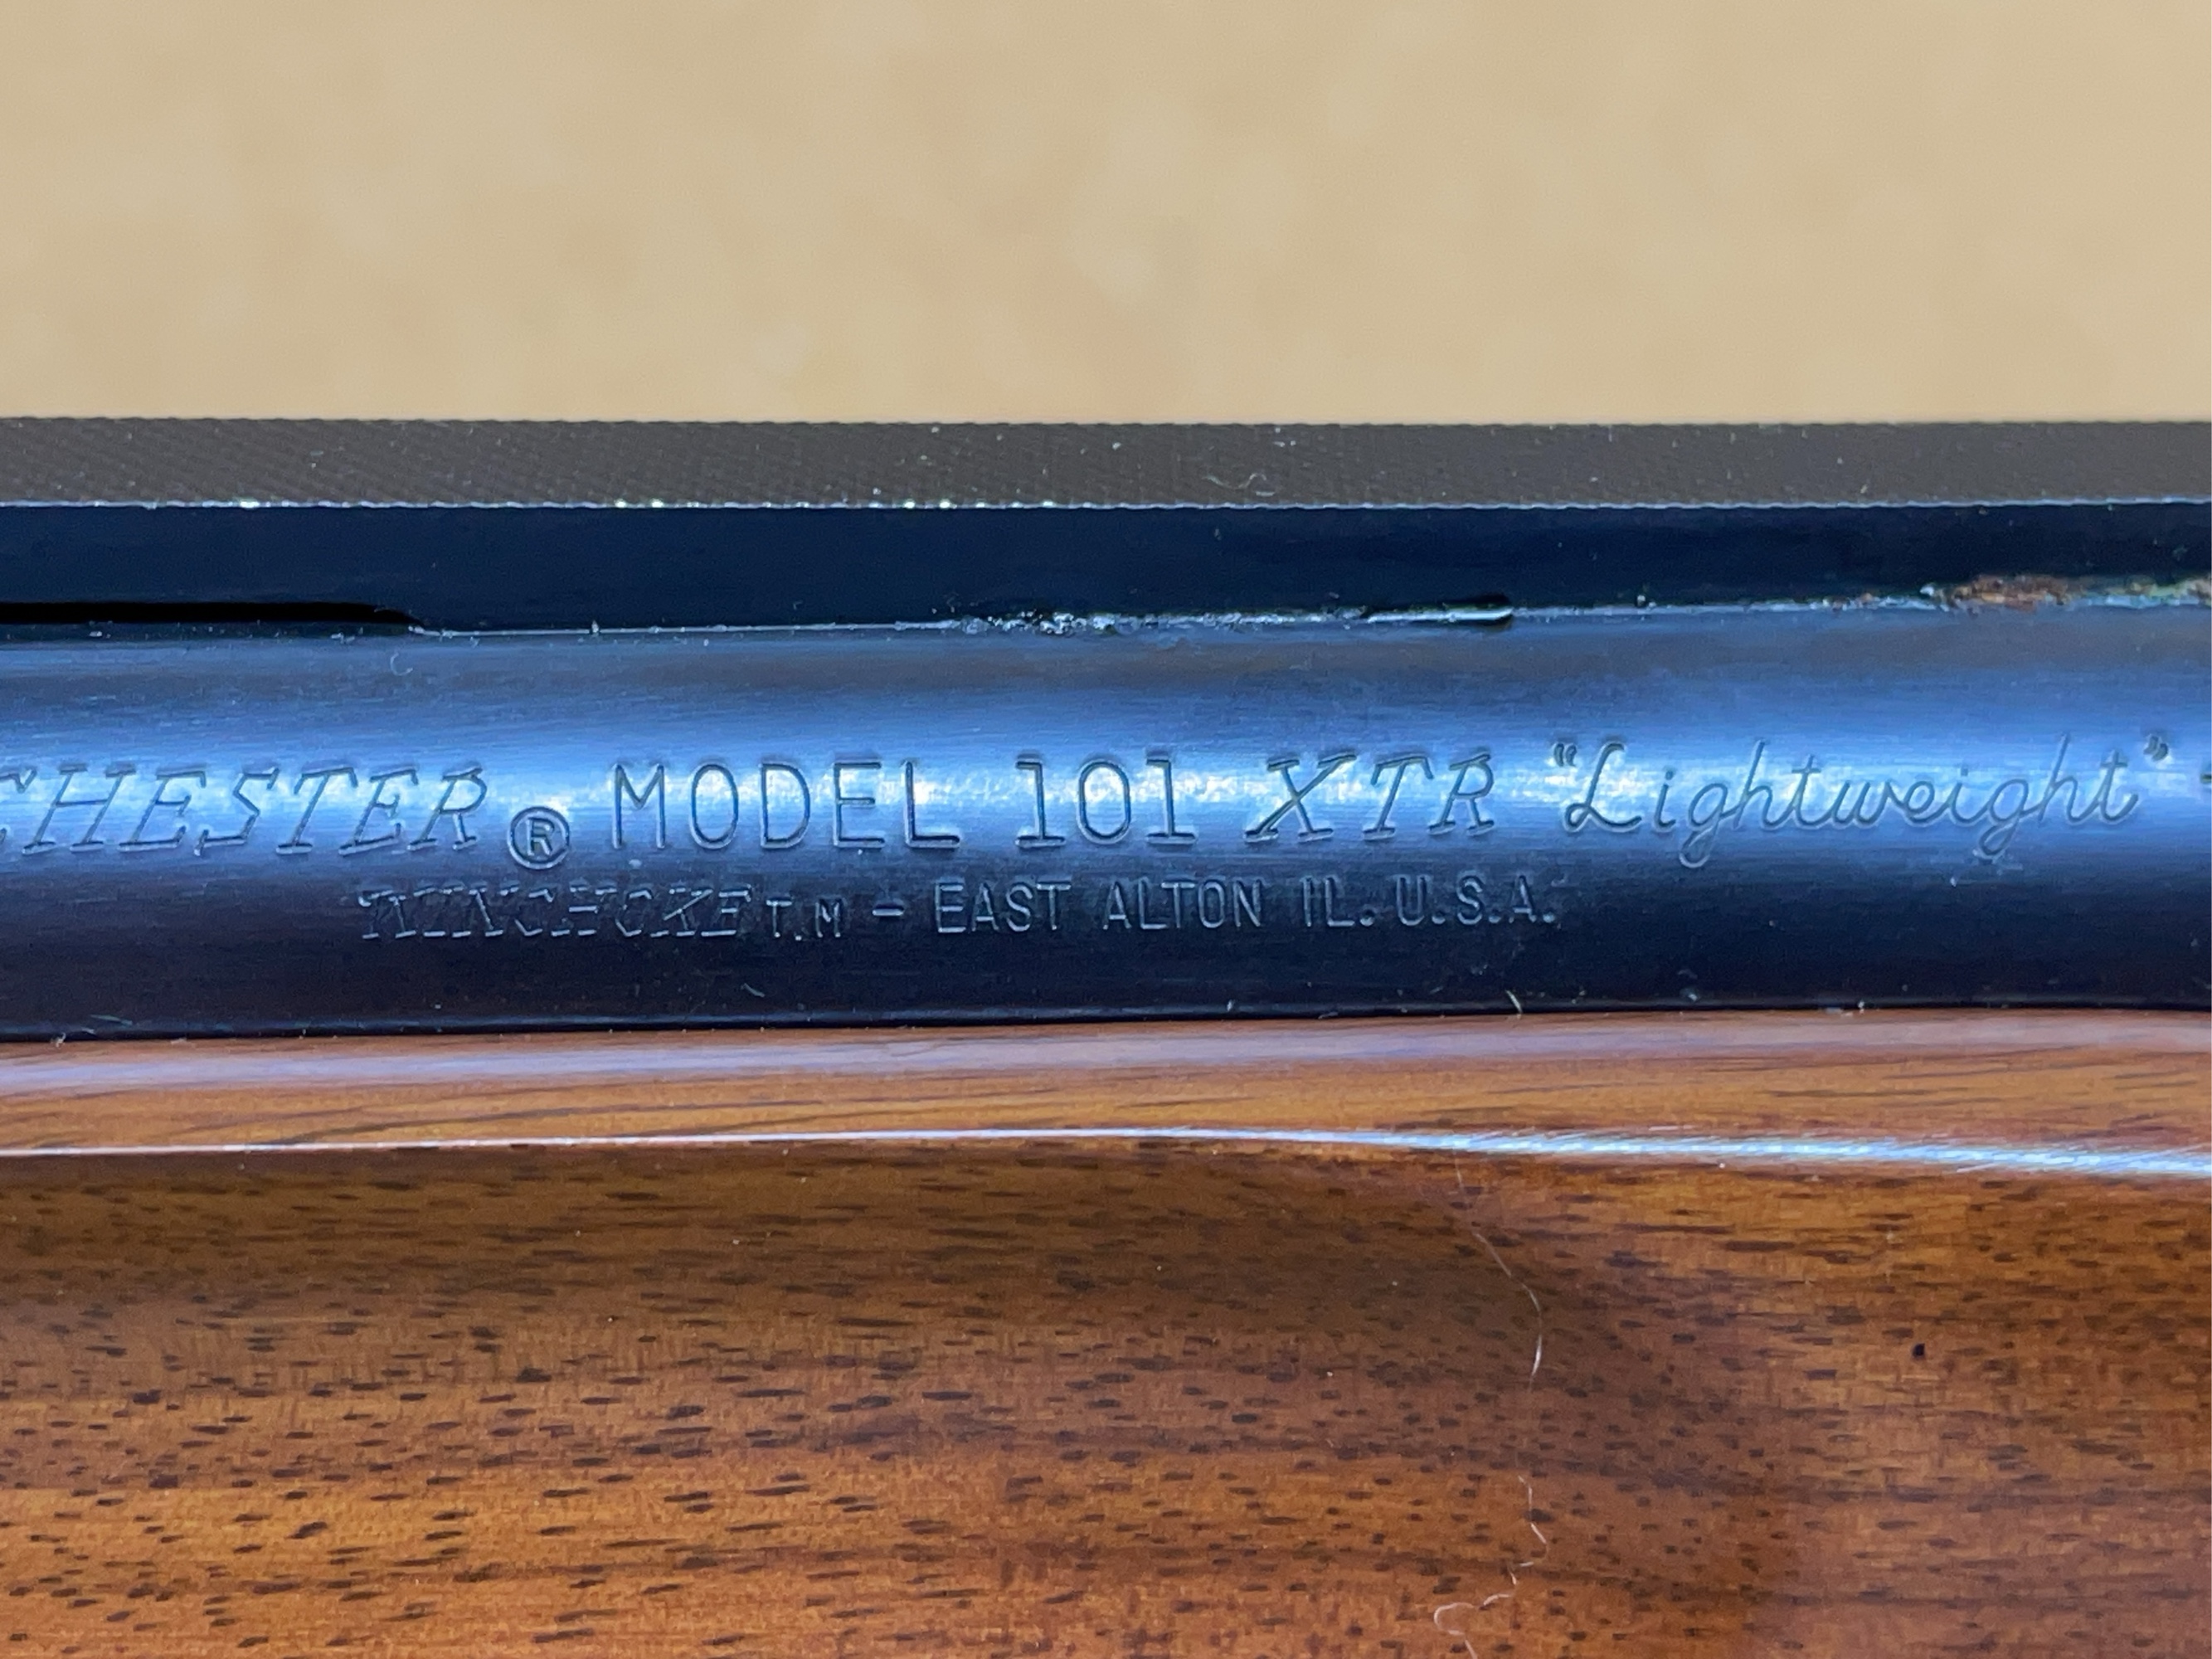 CHESTER® MODEL 101 XTR “Lightweight”
WINCHOKE T.M - EAST ALTON IL. U.S.A.